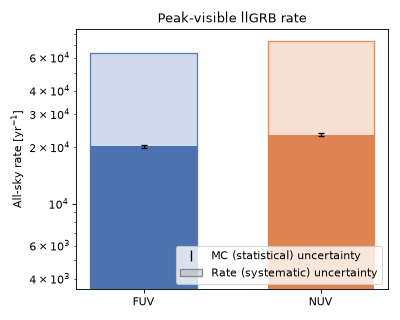 Peak-visible llGRB rate
All-sky rate [yr⁻¹]
6 × 10⁴
4 × 10⁴
3 × 10⁴
2 × 10⁴
10⁴
6 × 10³
4 × 10³
MC (statistical) uncertainty
Rate (systematic) uncertainty
FUV NUV